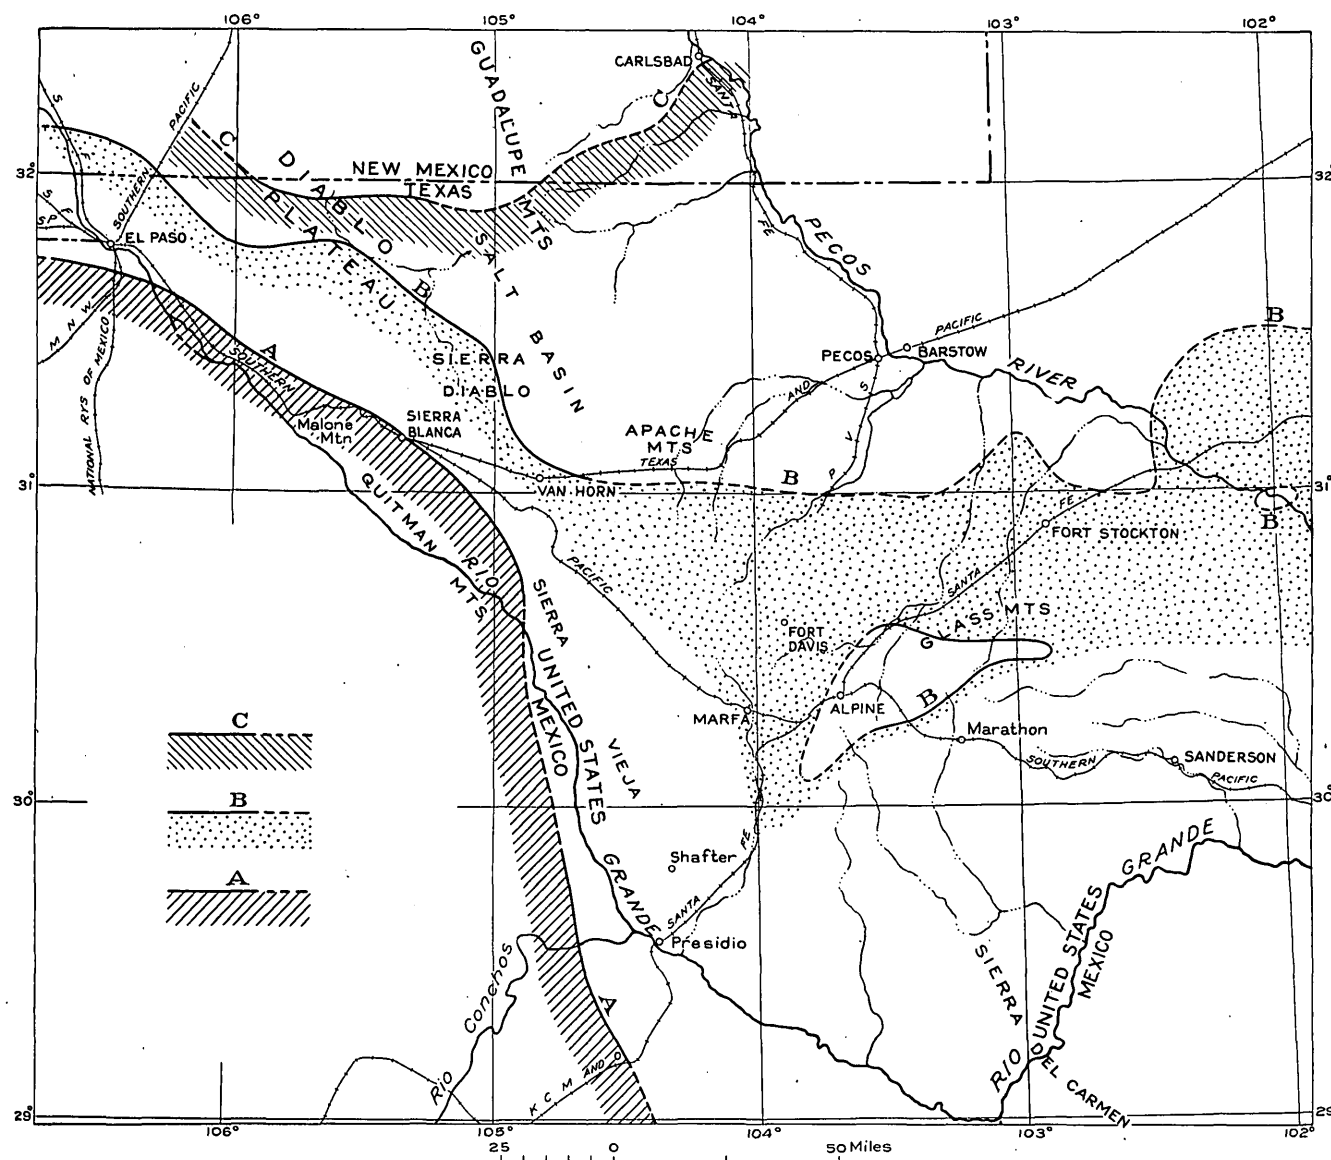 106°
105°
104°
103°
102°
CARLSBAD
GUADALUPE
MTS
SANTA
FE
PACIFIC
SOUTHERN
C
C
DIABLO
PLATEAU
NEW MEXICO
TEXAS
32°
32
S
F
S
F
SP
EL PASO
SALT BASIN
PECOS
RIVER
B
B
M N W
NATIONAL RYS OF MEXICO
A
SOUTHERN
SIERRA
DIABLO
PECOS
BARSTOW
PACIFIC
AND
TEXAS
P V S
Malone
Mtn
SIERRA
BLANCA
APACHE
MTS
31°
31°
VAN HORN
B
B
FORT STOCKTON
SANTA
FE
QUITMAN
MTS
RIO
PACIFIC
SIERRA
VIEJA
UNITED STATES
MEXICO
FORT
DAVIS
GLASS MTS
B
ALPINE
MARFA
Marathon
SANDERSON
SOUTHERN
PACIFIC
C
B
A
30°
30°
Shafter
FE
SANTA
GRANDE
Presidio
RIO
Conchos
A
SIERRA
DEL CARMEN
UNITED STATES
MEXICO
RIO
GRANDE
K C M AND
29°
29
106°
105°
104°
103°
102°
25
0
50 Miles